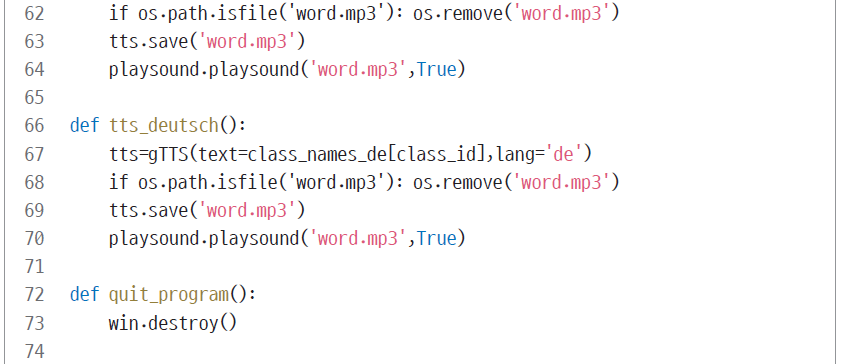 62 if os.path.isfile('word.mp3'): os.remove('word.mp3')
63 tts.save('word.mp3')
64 playsound.playsound('word.mp3',True)
65
66 def tts_deutsch():
67 tts=gTTS(text=class_names_de[class_id],lang='de')
68 if os.path.isfile('word.mp3'): os.remove('word.mp3')
69 tts.save('word.mp3')
70 playsound.playsound('word.mp3',True)
71
72 def quit_program():
73 win.destroy()
74